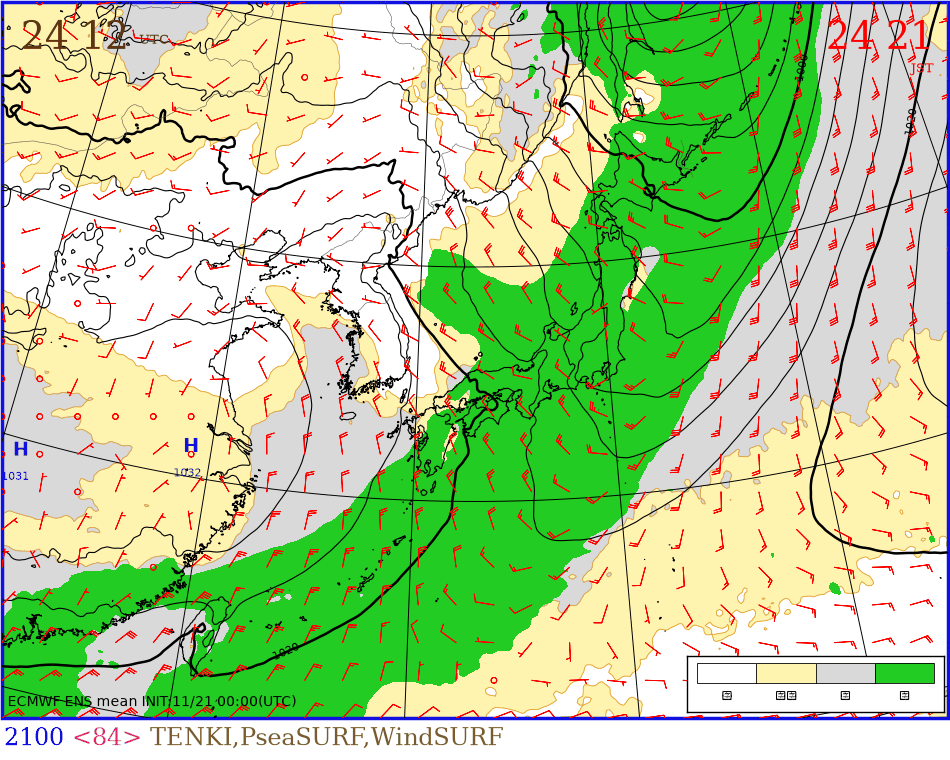 24 12 UTC
24 21 JST
1000
1020
H
1031
H
1032
1020
ECMWF ENS mean INIT:11/21 00:00(UTC)
2100 <84> TENKI,PseaSURF,WindSURF